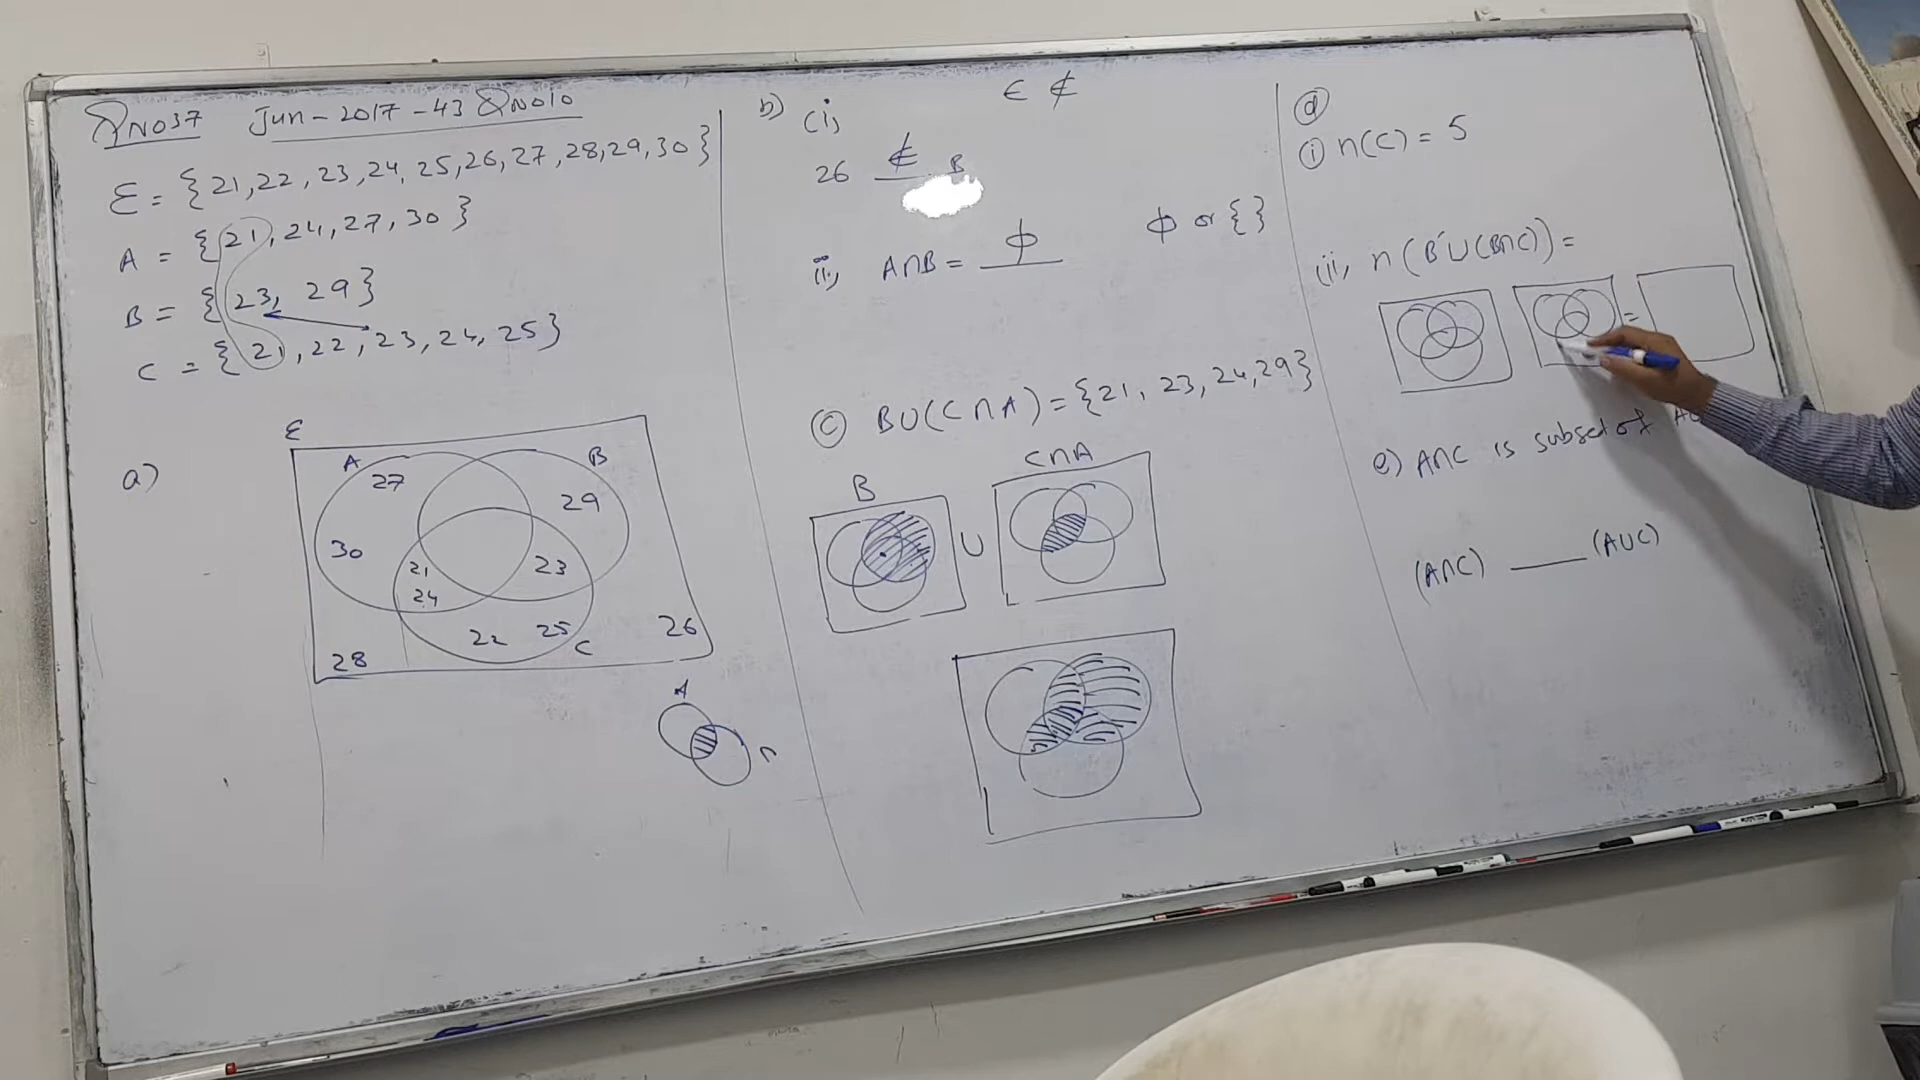 QNO37 Jun-2017-43 QNO10
Ɛ = {21,22,23,24,25,26,27,28,29,30}
A = {21,24,27,30}
B = {23, 29}
C = {21,22,23,24,25}
a)
Ɛ
A
B
27
29
30
21
23
24
22
25
C
26
28
A
b) (i,
∈ ∉
26 ∉ B
ii, A∩B = ϕ
ϕ or { }
C B∪(C∩A) = {21, 23, 24,29}
B
∪
C∩A
d
i n(C) = 5
(ii, n(B'∪(B∩C)) =
=
e) A∩C is subset of
(A∩C) ____ (A∪C)